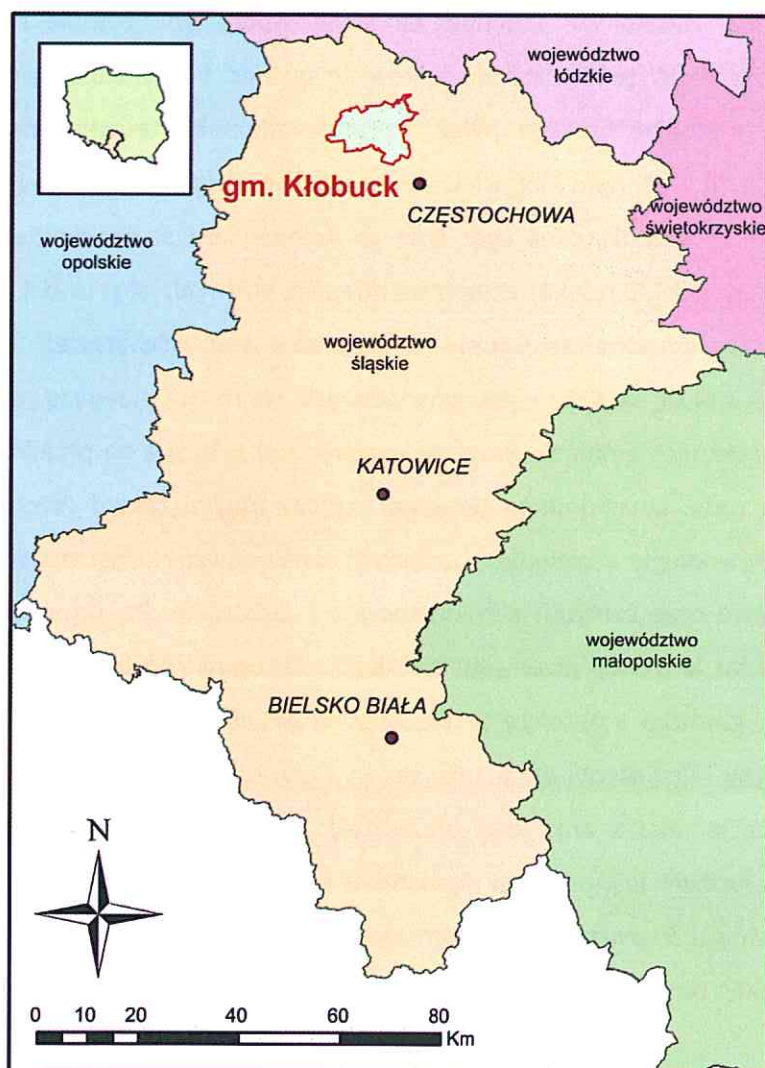 województwo
łódzkie
gm. Kłobuck
CZĘSTOCHOWA
województwo
świętokrzyskie
województwo
opolskie
województwo
śląskie
KATOWICE
województwo
małopolskie
BIELSKO BIAŁA
N
0 10 20 40 60 80
Km